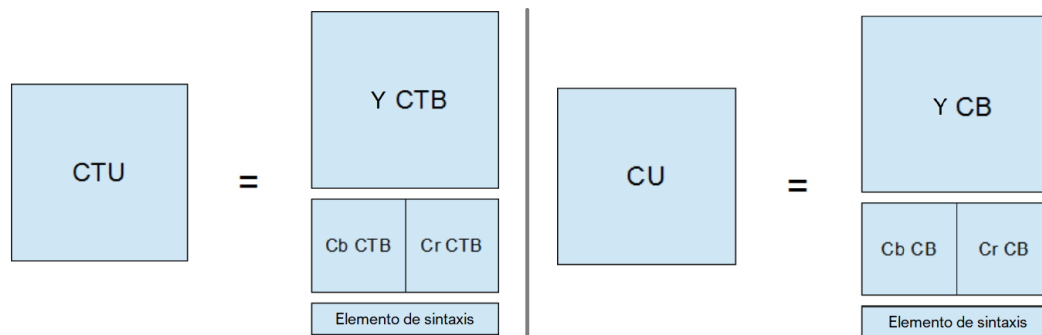 CTU
=
Y CTB
Cb CTB
Cr CTB
Elemento de sintaxis
CU
=
Y CB
Cb CB
Cr CB
Elemento de sintaxis